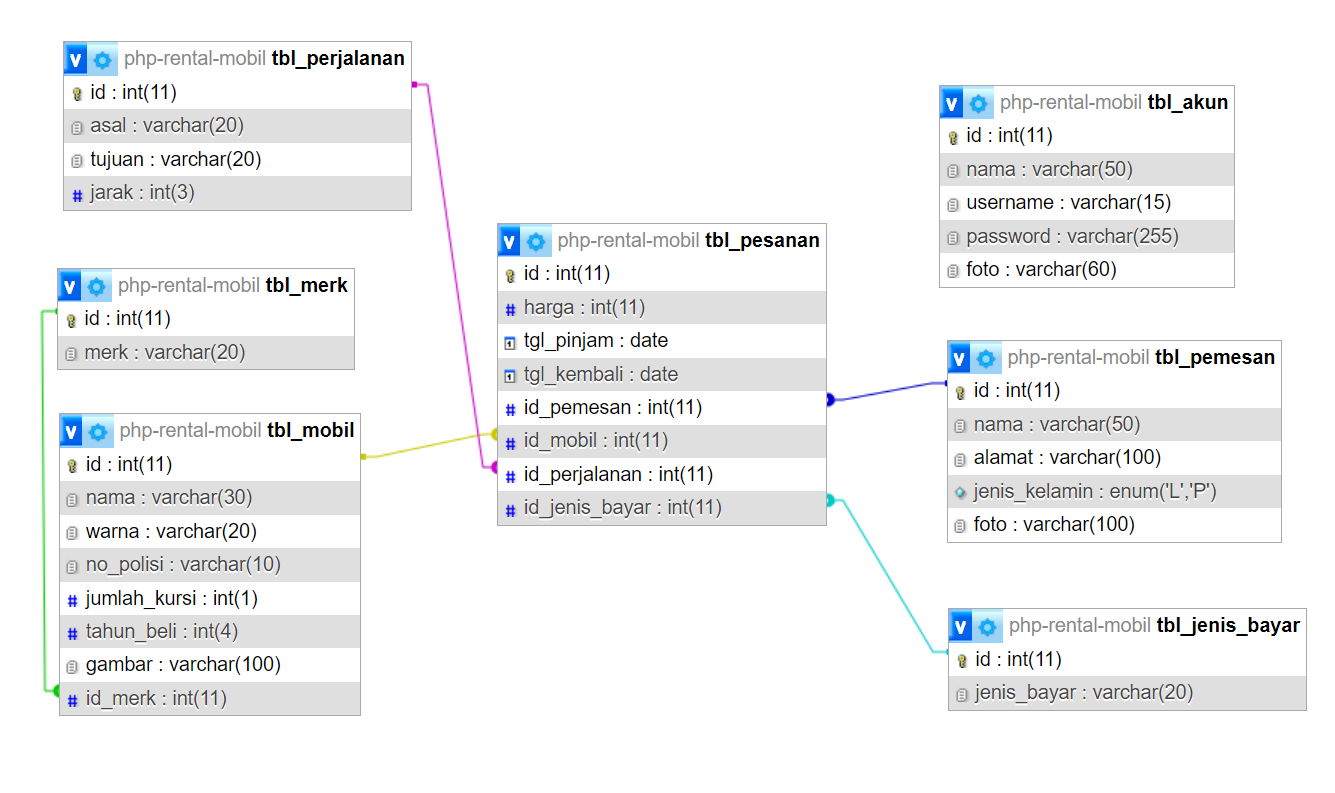 php-rental-mobil tbl_perjalanan
id : int(11)
asal : varchar(20)
tujuan : varchar(20)
jarak : int(3)
php-rental-mobil tbl_merk
id : int(11)
merk : varchar(20)
php-rental-mobil tbl_mobil
id : int(11)
nama : varchar(30)
warna : varchar(20)
no_polisi : varchar(10)
jumlah_kursi : int(1)
tahun_beli : int(4)
gambar : varchar(100)
id_merk : int(11)
php-rental-mobil tbl_pesanan
id : int(11)
harga : int(11)
tgl_pinjam : date
tgl_kembali : date
id_pemesan : int(11)
id_mobil : int(11)
id_perjalanan : int(11)
id_jenis_bayar : int(11)
php-rental-mobil tbl_akun
id : int(11)
nama : varchar(50)
username : varchar(15)
password : varchar(255)
foto : varchar(60)
php-rental-mobil tbl_pemesan
id : int(11)
nama : varchar(50)
alamat : varchar(100)
jenis_kelamin : enum('L','P')
foto : varchar(100)
php-rental-mobil tbl_jenis_bayar
id : int(11)
jenis_bayar : varchar(20)